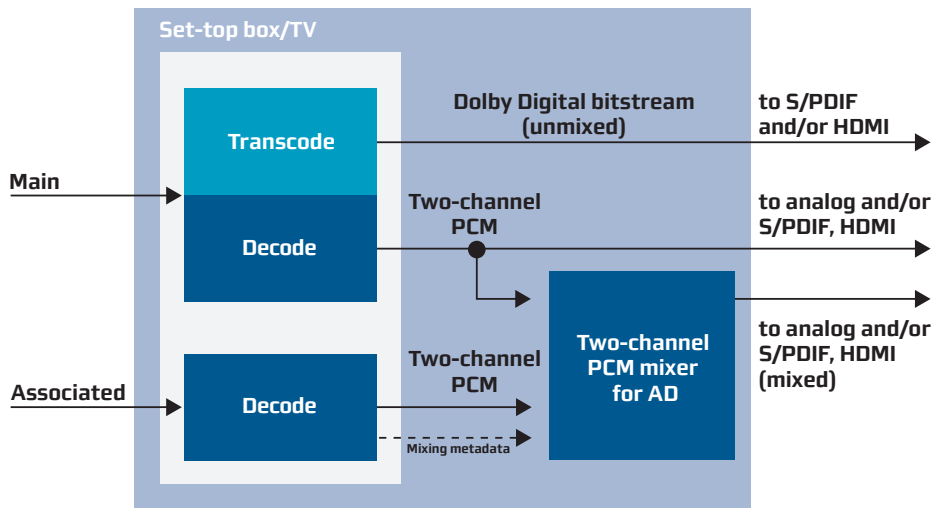 Set-top box/TV
Dolby Digital bitstream
(unmixed)
to S/PDIF
and/or HDMI
Transcode
Main
Two-channel
PCM
to analog and/or
S/PDIF, HDMI
Decode
to analog and/or
S/PDIF, HDMI
(mixed)
Two-channel
PCM mixer
for AD
Two-channel
PCM
Associated
Decode
Mixing metadata